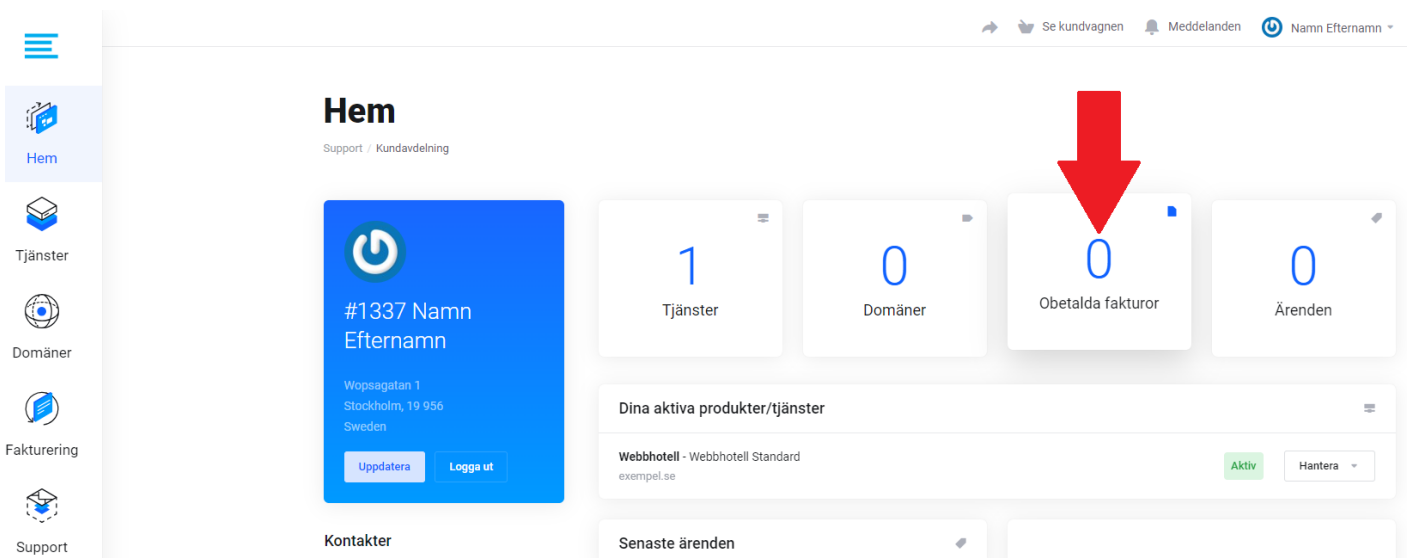 Se kundvagnen
Meddelanden
Namn Efternamn
Hem
Tjänster
Domäner
Fakturering
Support
Hem
Support / Kundavdelning
#1337 Namn
Efternamn
Wopsagatan 1
Stockholm, 19 956
Sweden
Uppdatera
Logga ut
Kontakter
1
Tjänster
0
Domäner
0
Obetalda fakturor
0
Ärenden
Dina aktiva produkter/tjänster
Webbhotell - Webbhotell Standard
exempel.se
Aktiv
Hantera
Senaste ärenden